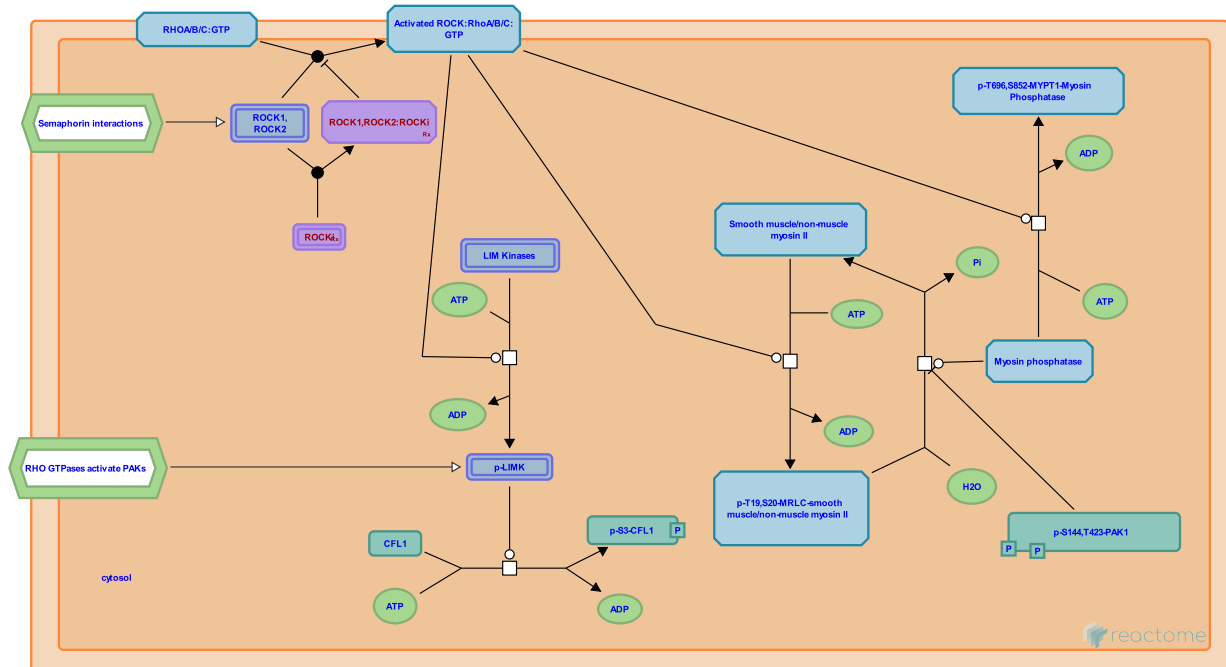 RHOA/B/C:GTP
Activated ROCK:RhoA/B/C:
GTP
p-T696,S852-MYPT1-Myosin
Phosphatase
Semaphorin interactions
ROCK1,
ROCK2
ROCK1,ROCK2:ROCKi
Rx
ADP
ROCKi
Rx
Smooth muscle/non-muscle
myosin II
LIM Kinases
Pi
ATP
ATP
ATP
Myosin phosphatase
ADP
ADP
RHO GTPases activate PAKs
p-LIMK
H2O
p-T19,S20-MRLC-smooth
muscle/non-muscle myosin II
p-S3-CFL1
P
CFL1
p-S144,T423-PAK1
P
P
cytosol
ATP
ADP
reactome